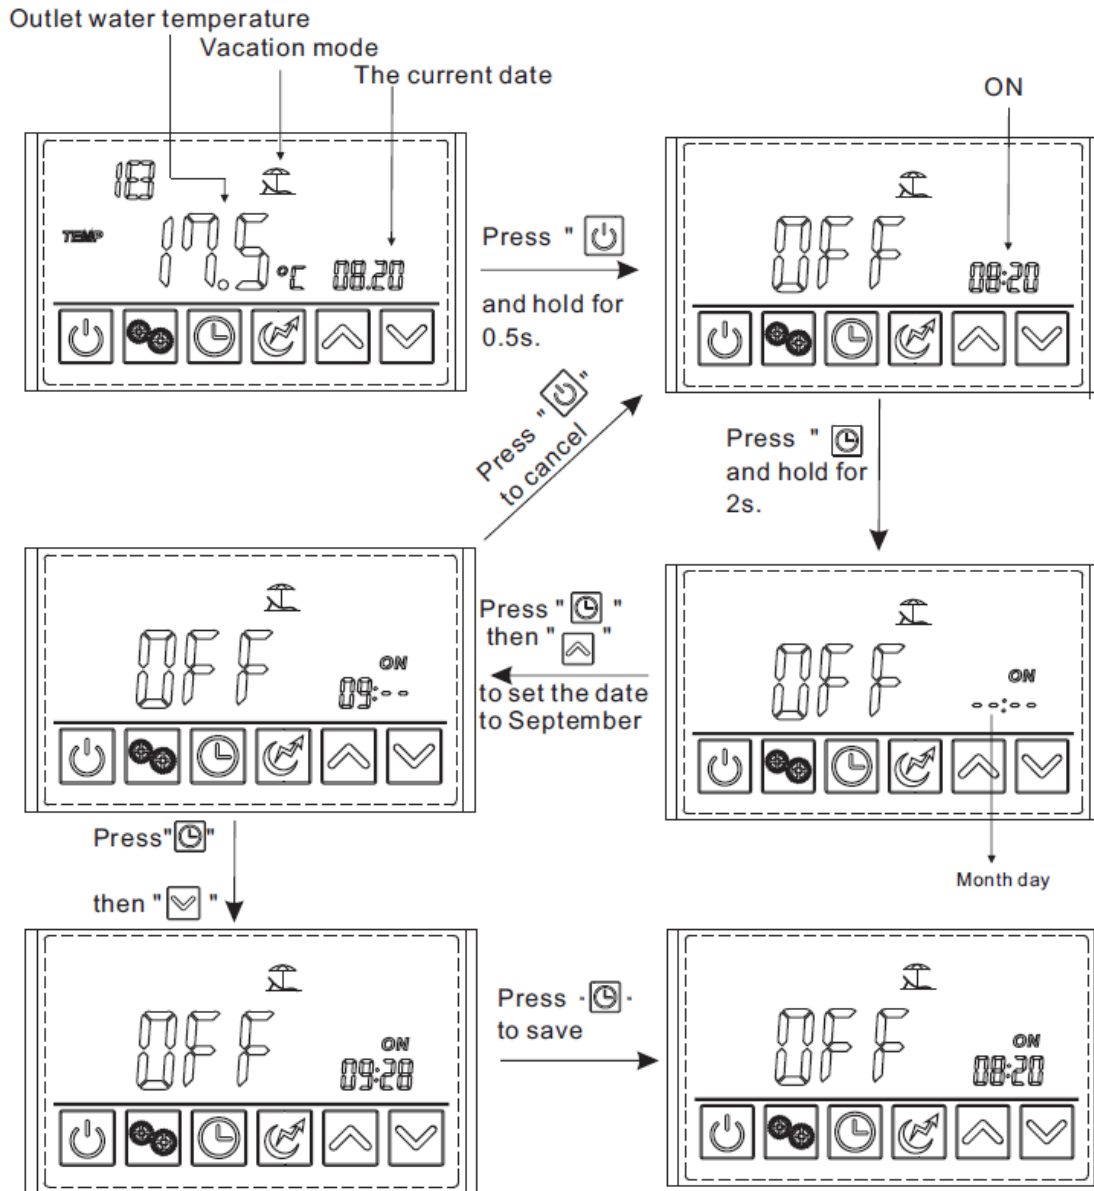 Outlet water temperature
Vacation mode
The current date
ON
18
TEMP
17.5 °C
08.20
Press "
and hold for
0.5s.
OFF
08:20
Press " "
to cancel
Press "
and hold for
2s.
OFF
ON
09:--
Press " "
then " "
to set the date
to September
OFF
ON
--:--
Month day
Press" "
then " "
OFF
ON
09:28
Press - -
to save
OFF
ON
08:20